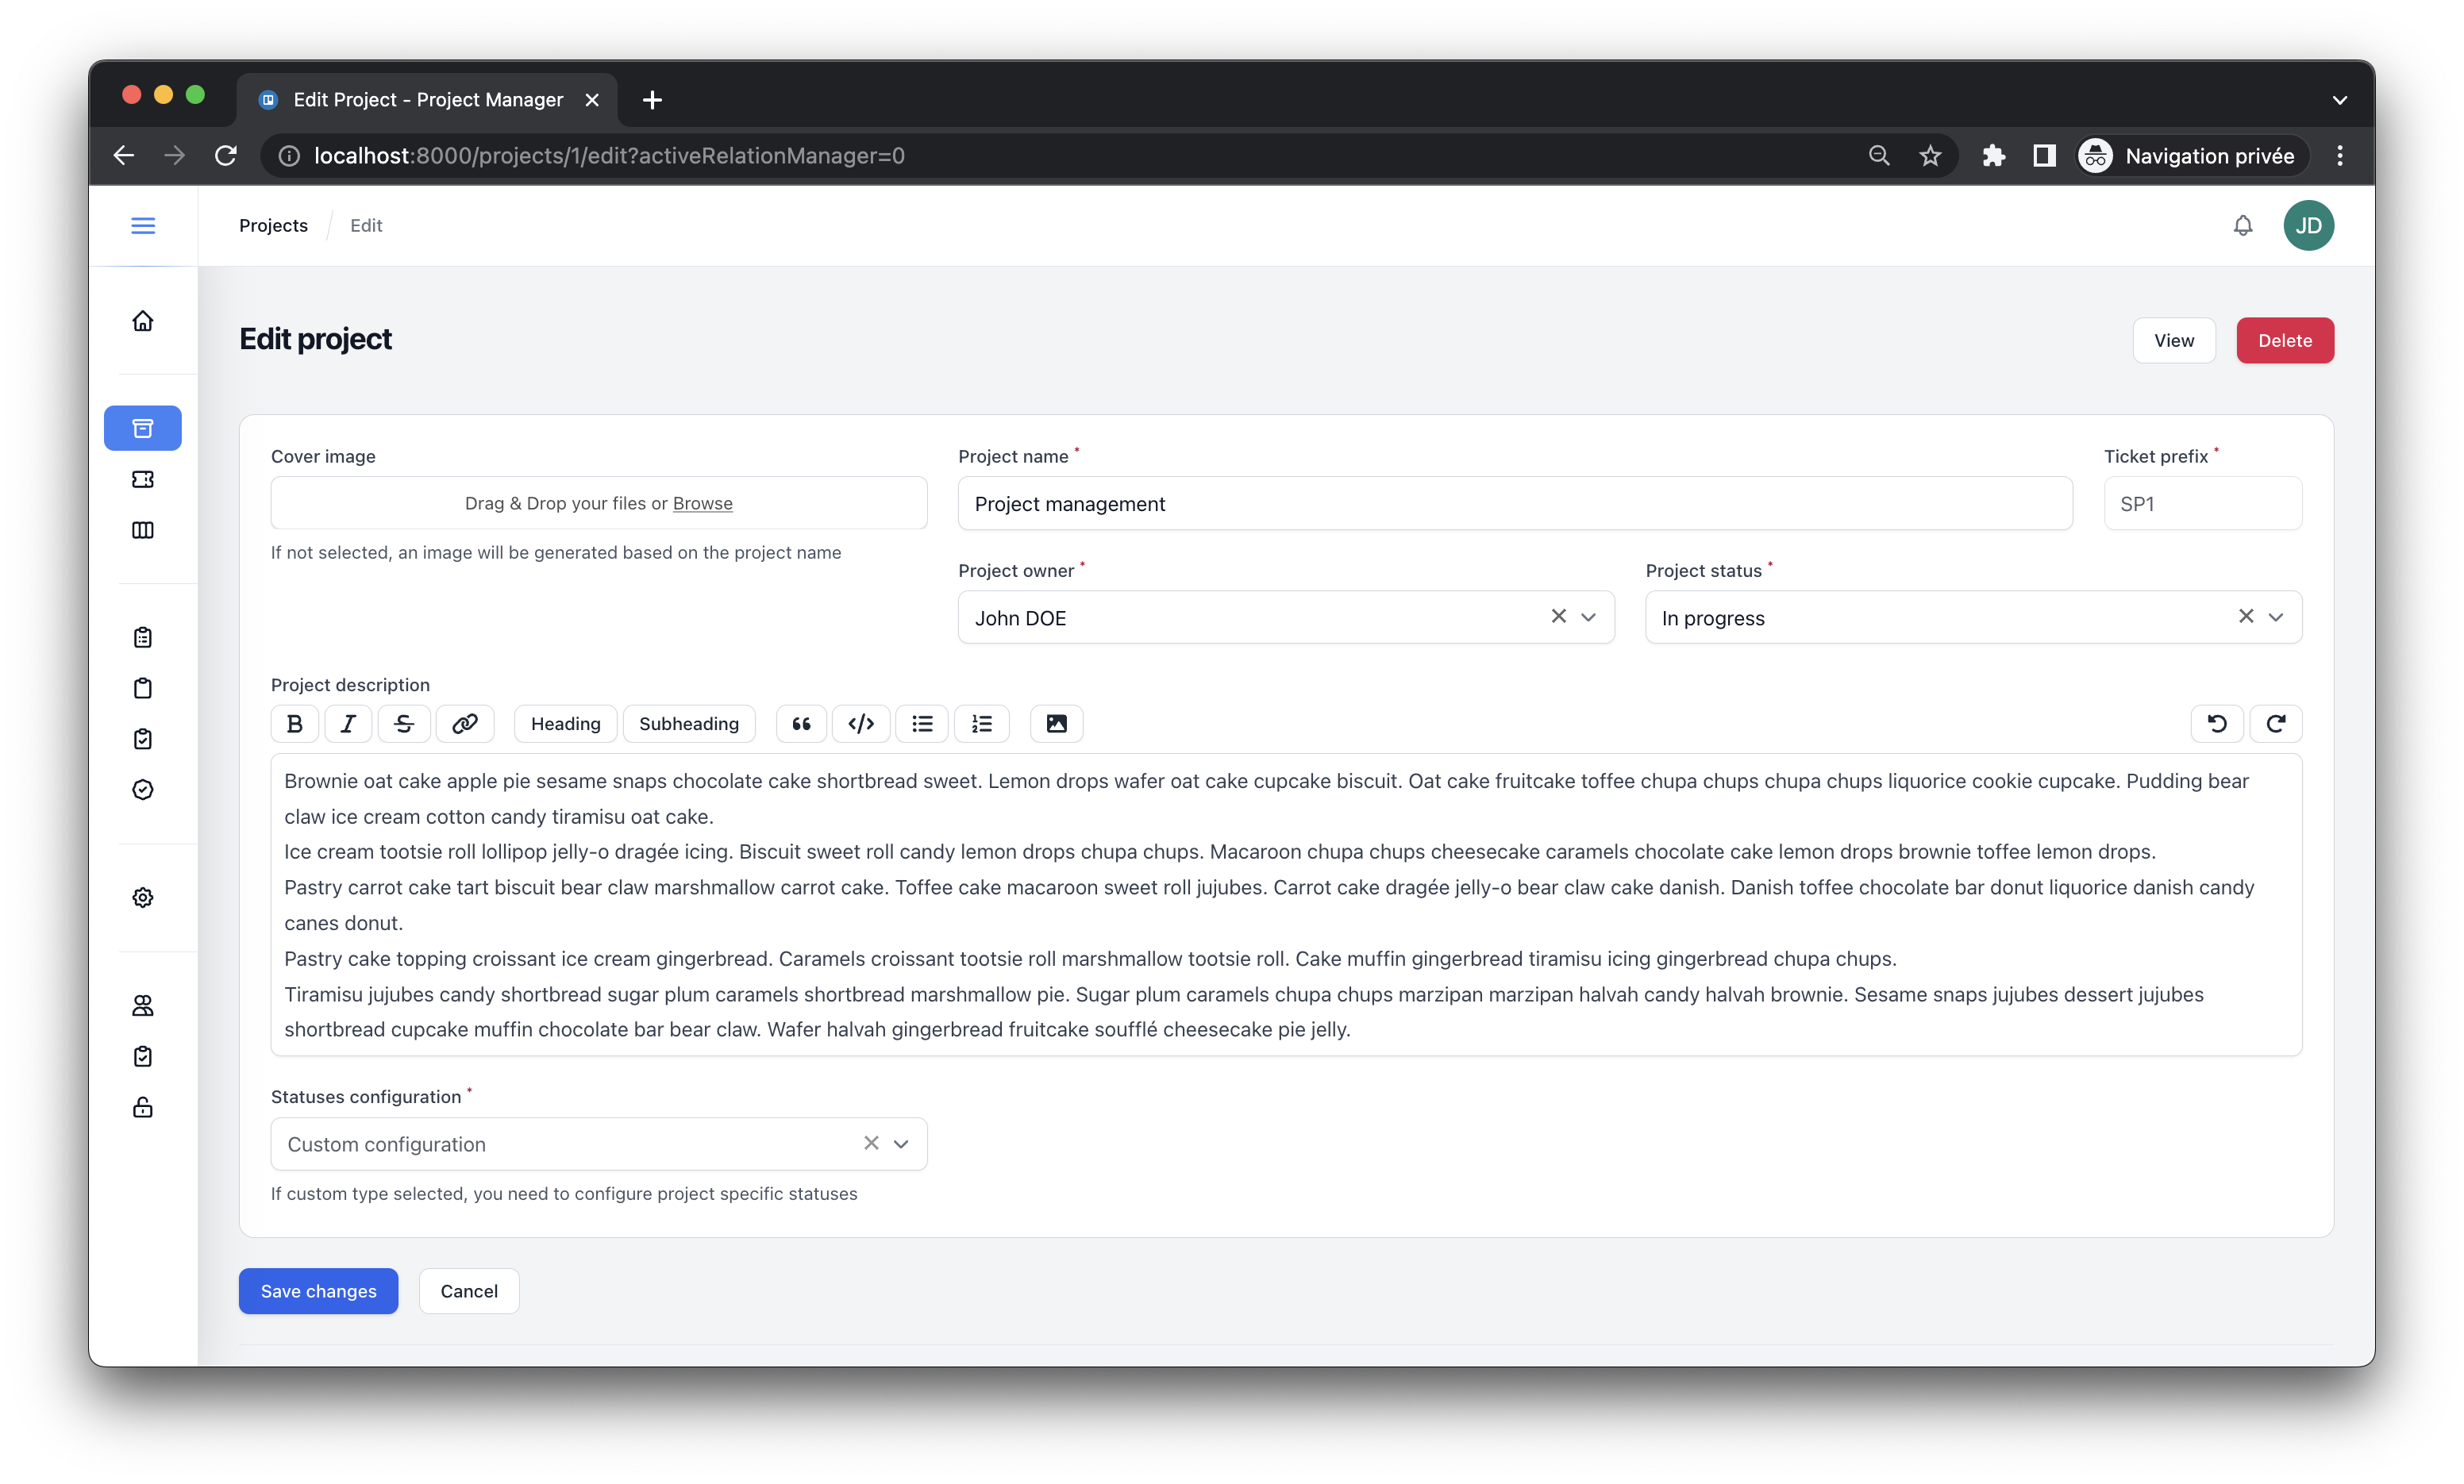 Edit Project - Project Manager
localhost:8000/projects/1/edit?activeRelationManager=0
Navigation privée
Projects
Edit
JD
Edit project
View
Delete
Cover image
Drag & Drop your files or Browse
If not selected, an image will be generated based on the project name
Project name *
Project management
Ticket prefix *
SP1
Project owner *
John DOE
Project status *
In progress
Project description
Heading
Subheading
Brownie oat cake apple pie sesame snaps chocolate cake shortbread sweet. Lemon drops wafer oat cake cupcake biscuit. Oat cake fruitcake toffee chupa chups chupa chups liquorice cookie cupcake. Pudding bear
claw ice cream cotton candy tiramisu oat cake.
Ice cream tootsie roll lollipop jelly-o dragée icing. Biscuit sweet roll candy lemon drops chupa chups. Macaroon chupa chups cheesecake caramels chocolate cake lemon drops brownie toffee lemon drops.
Pastry carrot cake tart biscuit bear claw marshmallow carrot cake. Toffee cake macaroon sweet roll jujubes. Carrot cake dragée jelly-o bear claw cake danish. Danish toffee chocolate bar donut liquorice danish candy
canes donut.
Pastry cake topping croissant ice cream gingerbread. Caramels croissant tootsie roll marshmallow tootsie roll. Cake muffin gingerbread tiramisu icing gingerbread chupa chups.
Tiramisu jujubes candy shortbread sugar plum caramels shortbread marshmallow pie. Sugar plum caramels chupa chups marzipan marzipan halvah candy halvah brownie. Sesame snaps jujubes dessert jujubes
shortbread cupcake muffin chocolate bar bear claw. Wafer halvah gingerbread fruitcake soufflé cheesecake pie jelly.
Statuses configuration *
Custom configuration
If custom type selected, you need to configure project specific statuses
Save changes
Cancel